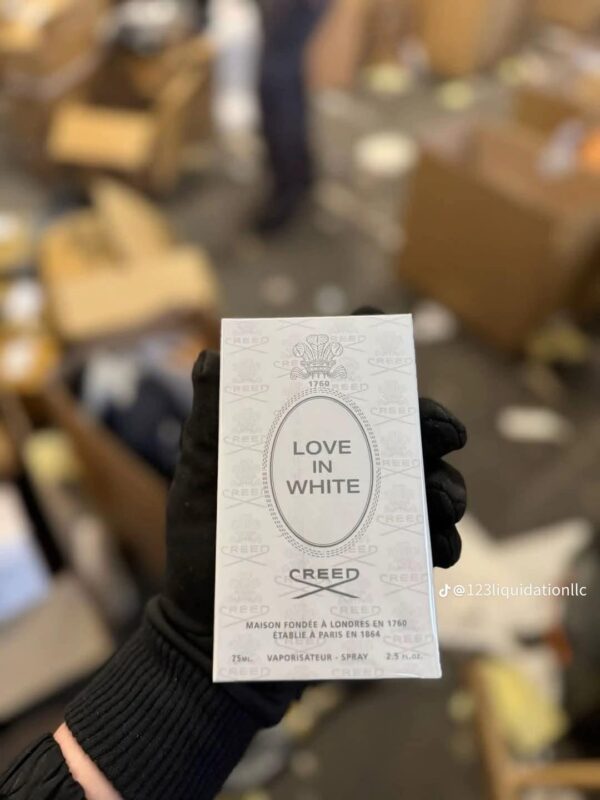 1760
LOVE
IN
WHITE
CREED
MAISON FONDÉE À LONDRES EN 1760
ÉTABLIE À PARIS EN 1864
75ML. VAPORISATEUR - SPRAY 2.5 FL.OZ.
@123liquidationllc